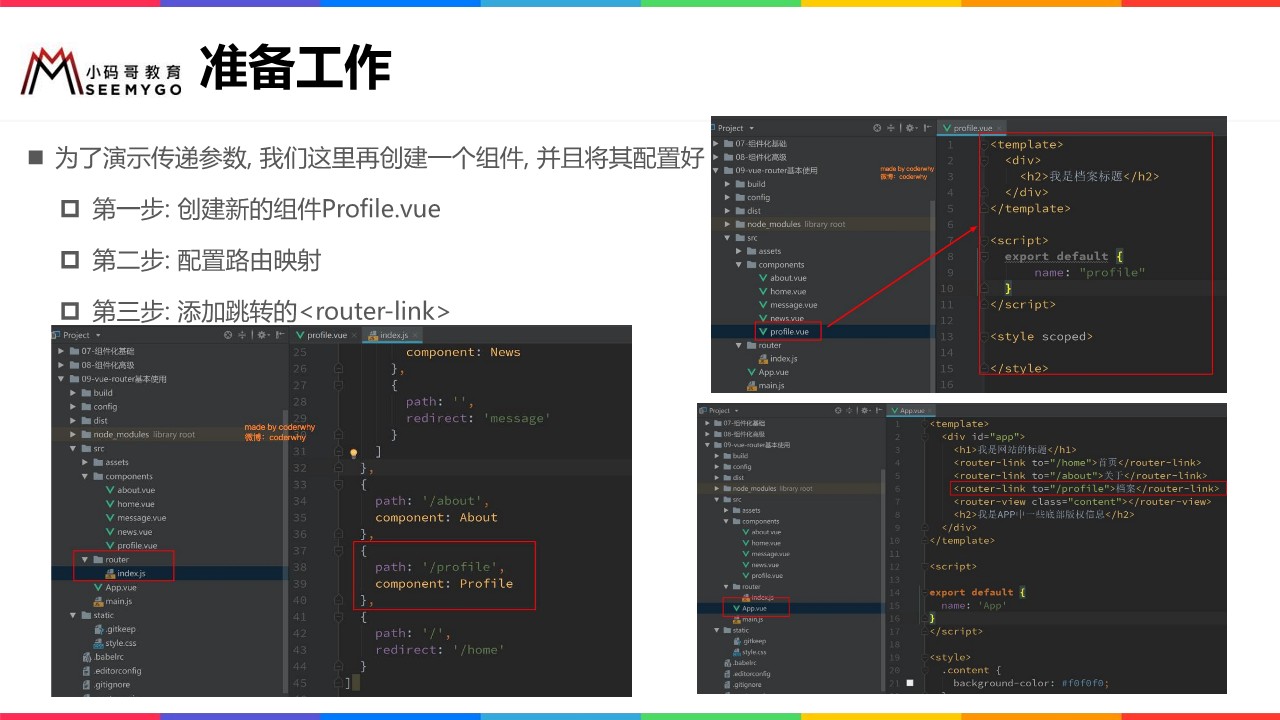 小码哥教育
SEEMYGO
准备工作
为了演示传递参数, 我们这里再创建一个组件, 并且将其配置好
第一步: 创建新的组件Profile.vue
第二步: 配置路由映射
第三步: 添加跳转的<router-link>
Project
profile.vue
07-组件化基础
08-组件化高级
09-vue-router基本使用
build
config
dist
node_modules library root
src
assets
components
about.vue
home.vue
message.vue
news.vue
profile.vue
router
index.js
App.vue
main.js
made by coderwhy
微博：coderwhy
1 <template>
2 <div>
3 <h2>我是档案标题</h2>
4 </div>
5 </template>
6
7 <script>
8 export default {
9 name: "profile"
10 }
11 </script>
12
13 <style scoped>
14
15 </style>
16
Project
profile.vue
index.js
07-组件化基础
08-组件化高级
09-vue-router基本使用
build
config
dist
node_modules library root
src
assets
components
about.vue
home.vue
message.vue
news.vue
profile.vue
router
index.js
App.vue
main.js
static
.gitkeep
style.css
.babelrc
.editorconfig
.gitignore
made by coderwhy
微博：coderwhy
25 component: News
26 },
27 {
28 path: '',
29 redirect: 'message'
30 }
31 ]
32 },
33 {
34 path: '/about',
35 component: About
36 },
37 {
38 path: '/profile',
39 component: Profile
40 },
41 {
42 path: '/',
43 redirect: '/home'
44 }
45 ]
Project
App.vue
07-组件化基础
08-组件化高级
09-vue-router基本使用
build
config
dist
node_modules library root
src
assets
components
about.vue
home.vue
message.vue
news.vue
profile.vue
router
index.js
App.vue
main.js
static
.gitkeep
style.css
.babelrc
.editorconfig
.gitignore
1 <template>
2 <div id="app">
3 <h1>我是网站的标题</h1>
4 <router-link to="/home">首页</router-link>
5 <router-link to="/about">关于</router-link>
6 <router-link to="/profile">档案</router-link>
7 <router-view class="content"></router-view>
8 <h2>我是APP中一些底部版权信息</h2>
9 </div>
10 </template>
11
12 <script>
13
14 export default {
15 name: 'App'
16 }
17 </script>
18
19 <style>
20 .content {
21 background-color: #f0f0f0;